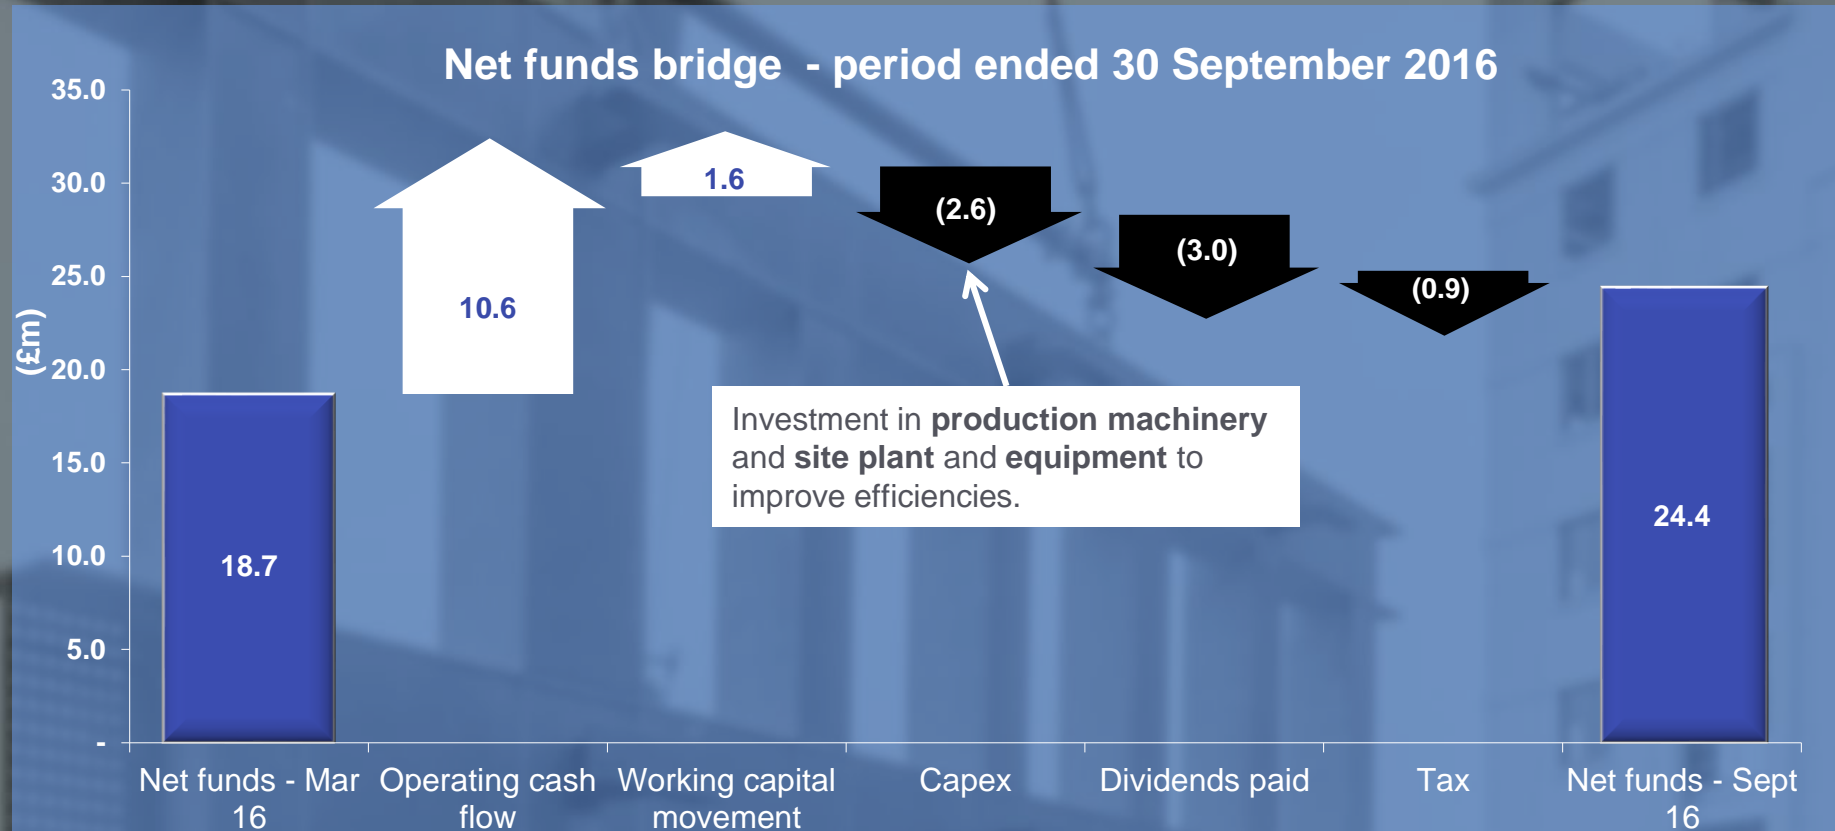 Net funds bridge - period ended 30 September 2016
(£m)
35.0
30.0
25.0
20.0
15.0
10.0
5.0
-
18.7
10.6
1.6
(2.6)
(3.0)
(0.9)
24.4
Investment in production machinery
and site plant and equipment to
improve efficiencies.
Net funds - Mar
16
Operating cash
flow
Working capital
movement
Capex
Dividends paid
Tax
Net funds - Sept
16